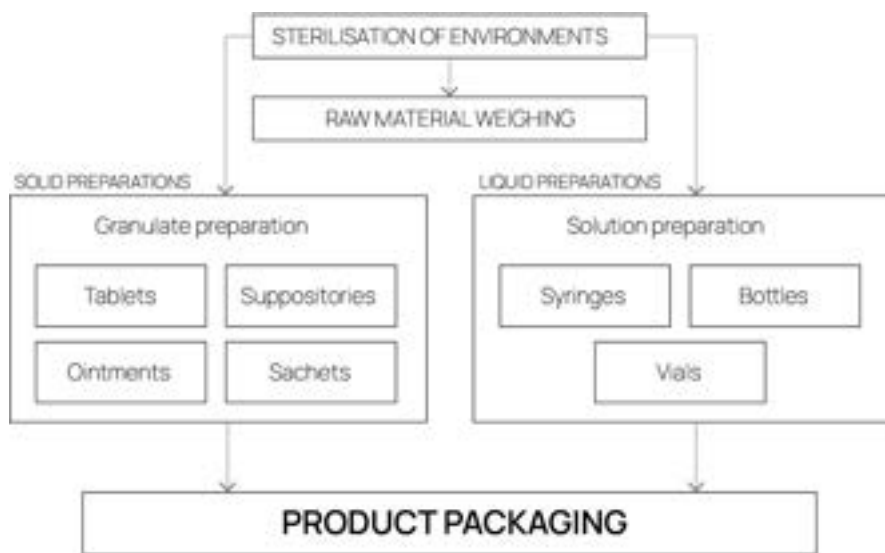 STERILISATION OF ENVIRONMENTS
RAW MATERIAL WEIGHING
SOLID PREPARATIONS
Granulate preparation
Tablets
Suppositories
Ointments
Sachets
LIQUID PREPARATIONS
Solution preparation
Syringes
Bottles
Vials
PRODUCT PACKAGING